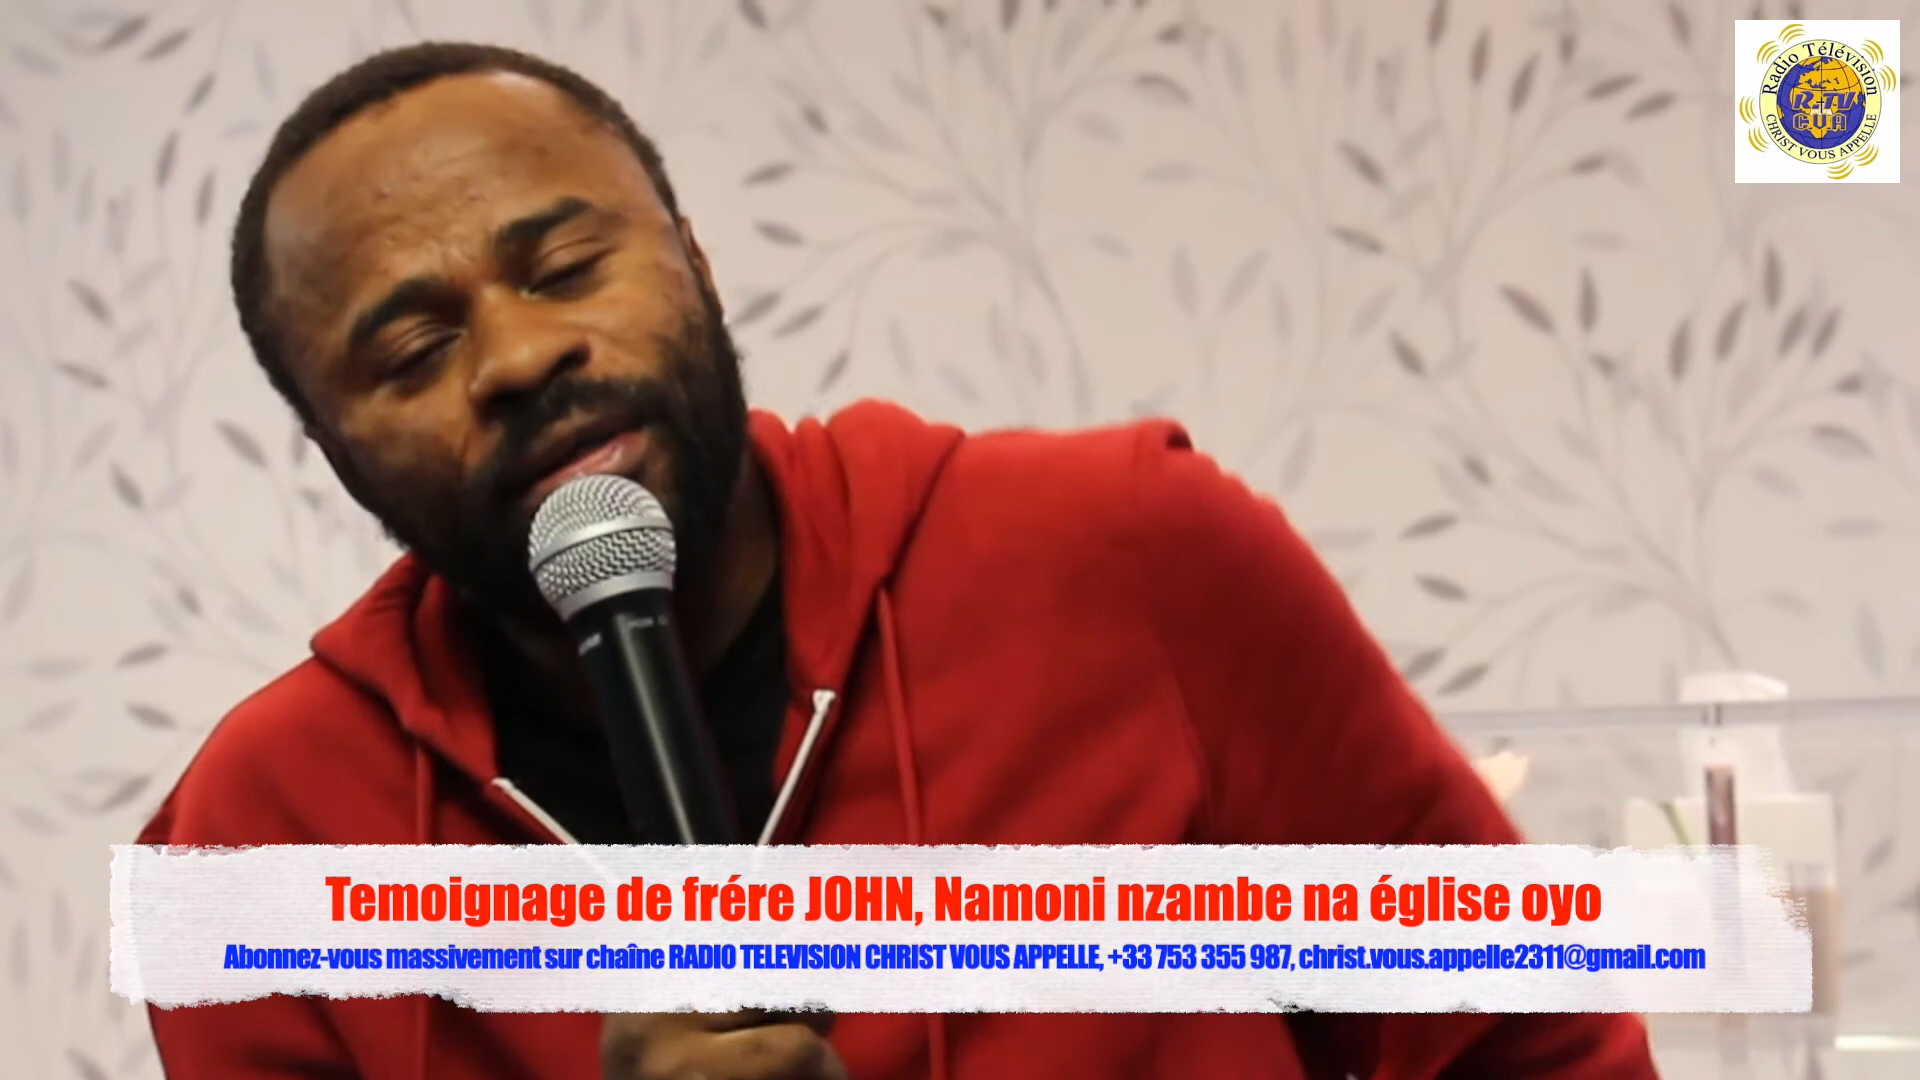 Radio Télévision
R.TV
C.V.A
CHRIST VOUS APPELLE
Temoignage de frére JOHN, Namoni nzambe na église oyo
Abonnez-vous massivement sur chaîne RADIO TELEVISION CHRIST VOUS APPELLE, +33 753 355 987, christ.vous.appelle2311@gmail.com